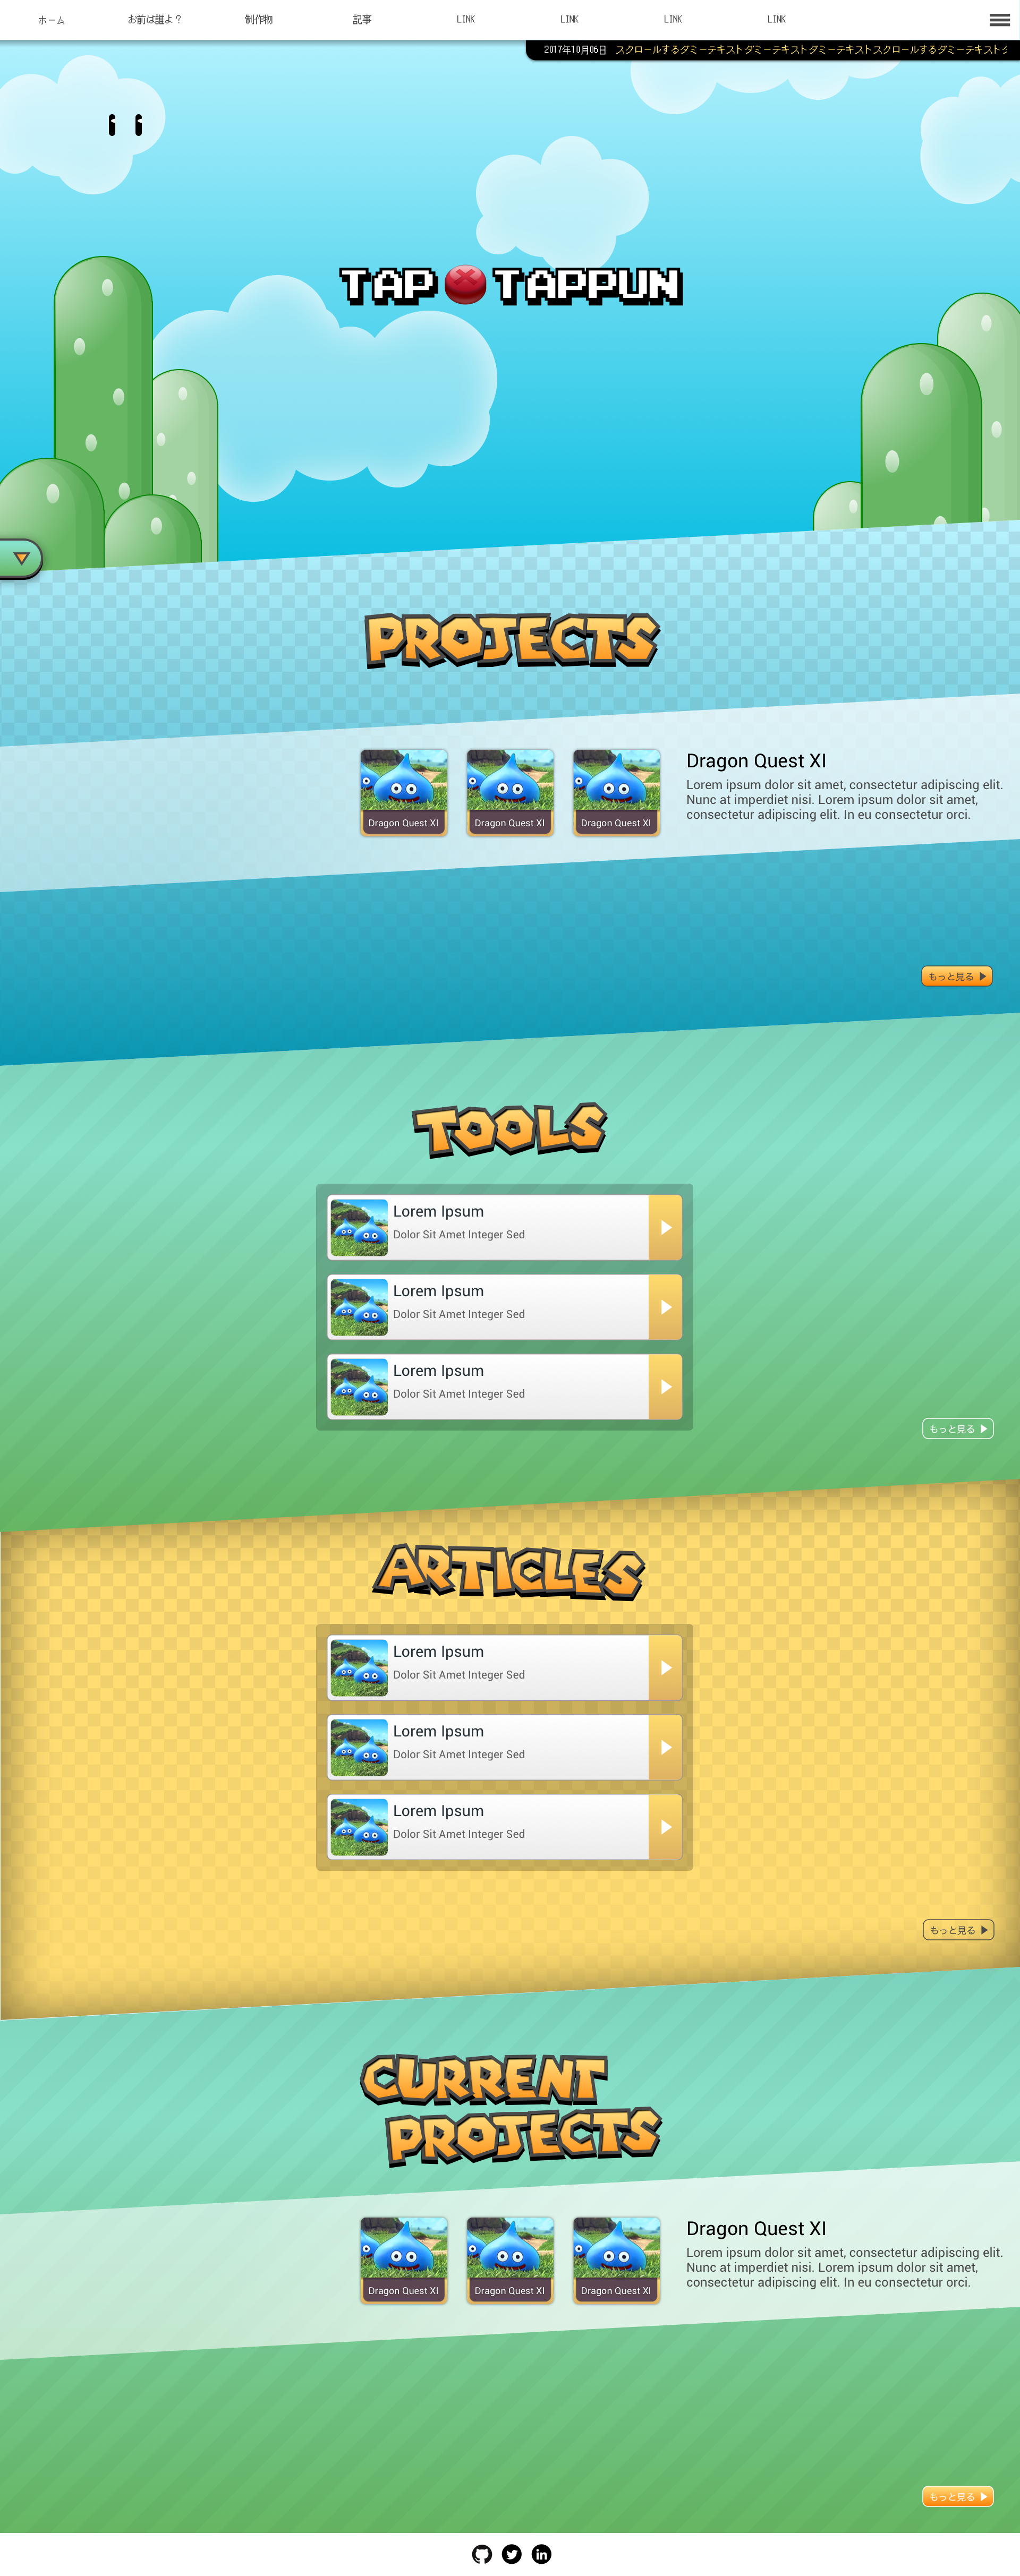 ホーム お前は誰よ？ 制作物 記事 LINK LINK LINK LINK
2017年10月06日 スクロールするダミーテキストダミーテキストダミーテキストスクロールするダミーテキスト
TAP TAPPUN
PROJECTS
Dragon Quest XI
Dragon Quest XI
Dragon Quest XI
Dragon Quest XI
Lorem ipsum dolor sit amet, consectetur adipiscing elit.
Nunc at imperdiet nisi. Lorem ipsum dolor sit amet,
consectetur adipiscing elit. In eu consectetur orci.
もっと見る
TOOLS
Lorem Ipsum
Dolor Sit Amet Integer Sed
Lorem Ipsum
Dolor Sit Amet Integer Sed
Lorem Ipsum
Dolor Sit Amet Integer Sed
もっと見る
ARTICLES
Lorem Ipsum
Dolor Sit Amet Integer Sed
Lorem Ipsum
Dolor Sit Amet Integer Sed
Lorem Ipsum
Dolor Sit Amet Integer Sed
もっと見る
CURRENT
PROJECTS
Dragon Quest XI
Dragon Quest XI
Dragon Quest XI
Dragon Quest XI
Lorem ipsum dolor sit amet, consectetur adipiscing elit.
Nunc at imperdiet nisi. Lorem ipsum dolor sit amet,
consectetur adipiscing elit. In eu consectetur orci.
もっと見る
in